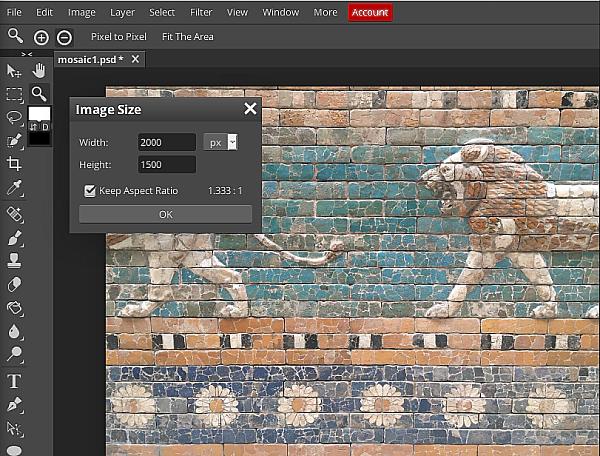 File Edit Image Layer Select Filter View Window More Account
Pixel to Pixel Fit The Area
> <
mosaic1.psd *
D
Image Size
Width: 2000 px
Height: 1500
Keep Aspect Ratio 1.333 : 1
OK
T